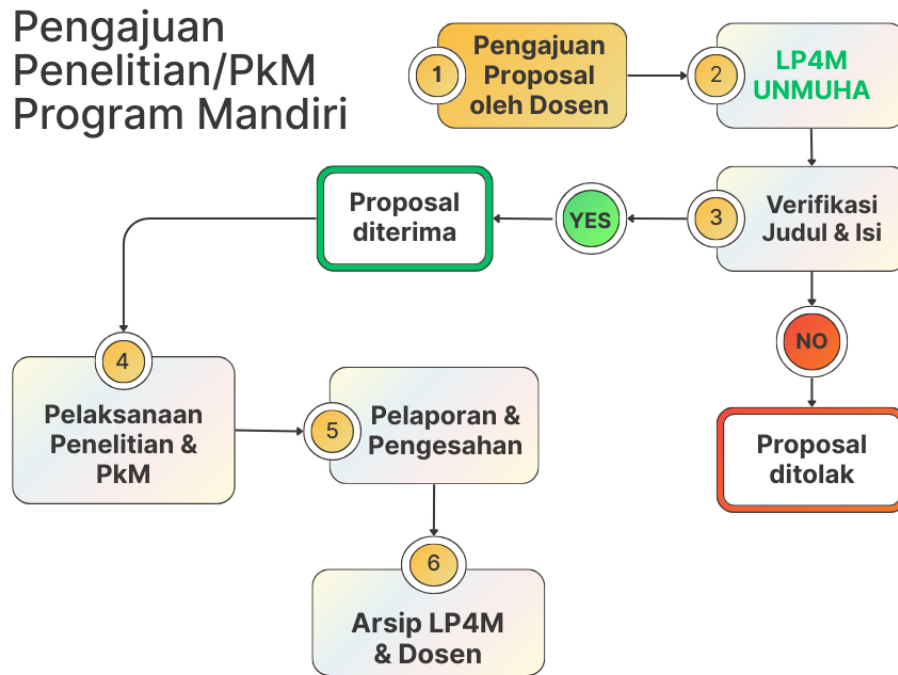 Pengajuan
Penelitian/PkM
Program Mandiri
1
Pengajuan
Proposal
oleh Dosen
2
LP4M
UNMUHA
3
Verifikasi
Judul & Isi
YES
Proposal
diterima
NO
Proposal
ditolak
4
Pelaksanaan
Penelitian &
PkM
5
Pelaporan &
Pengesahan
6
Arsip LP4M
& Dosen